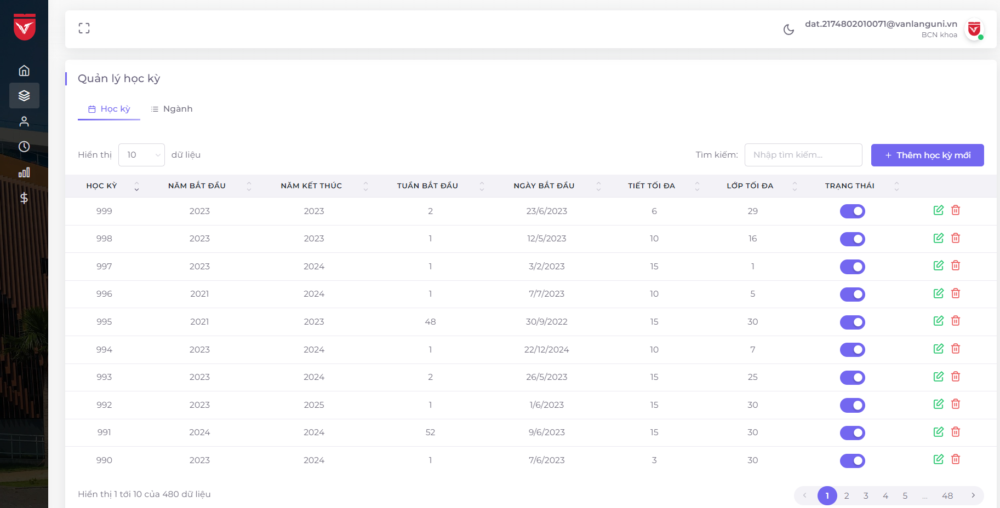 dat.2174802010071@vanlanguni.vn
BCN khoa
Quản lý học kỳ
Học kỳ Ngành
Hiển thị 10 dữ liệu Tìm kiếm: Nhập tìm kiếm... + Thêm học kỳ mới
HỌC KỲ NĂM BẮT ĐẦU NĂM KẾT THÚC TUẦN BẮT ĐẦU NGÀY BẮT ĐẦU TIẾT TỐI ĐA LỚP TỐI ĐA TRẠNG THÁI
999 2023 2023 2 23/6/2023 6 29
998 2023 2023 1 12/5/2023 10 16
997 2023 2024 1 3/2/2023 15 1
996 2021 2024 1 7/7/2023 10 5
995 2021 2023 48 30/9/2022 15 30
994 2023 2024 1 22/12/2024 10 7
993 2023 2024 2 26/5/2023 15 25
992 2023 2025 1 1/6/2023 15 30
991 2024 2024 52 9/6/2023 15 30
990 2023 2024 1 7/6/2023 3 30
Hiển thị 1 tới 10 của 480 dữ liệu 1 2 3 4 5 ... 48